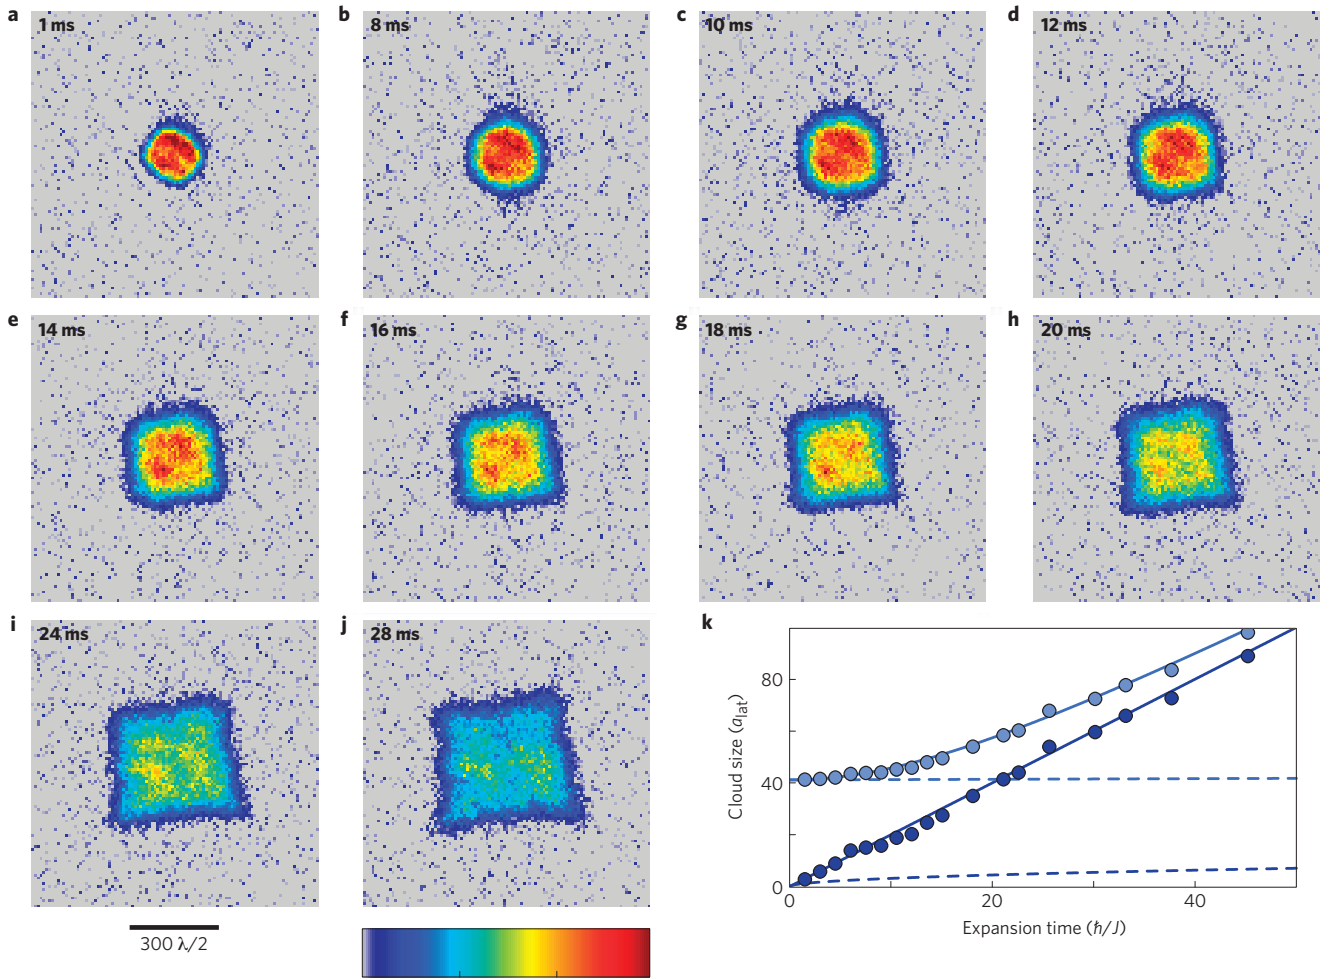 a
1 ms
b
8 ms
c
10 ms
d
12 ms
e
14 ms
f
16 ms
g
18 ms
h
20 ms
i
24 ms
j
28 ms
k
80
40
0
0
20
40
Cloud size (a_lat)
Expansion time (ℏ/J)
300 λ/2